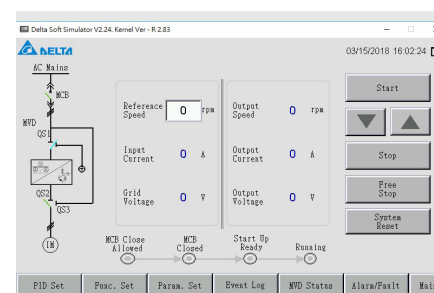 Delta Soft Simulator V2.24. Kernel Ver - R 2.83
DELTA
03/15/2018 16:02:24
AC Mains
MCB
MVD
QS1
QS2
QS3
IM
Reference Speed 0 rpm
Output Speed 0 rpm
Input Current 0 A
Output Current 0 A
Grid Voltage 0 V
Output Voltage 0 V
MCB Close Allowed
MCB Closed
Start Up Ready
Running
Start
Stop
Free Stop
System Reset
PID Set
Func. Set
Param. Set
Event Log
MVD Status
Alarm/Fault